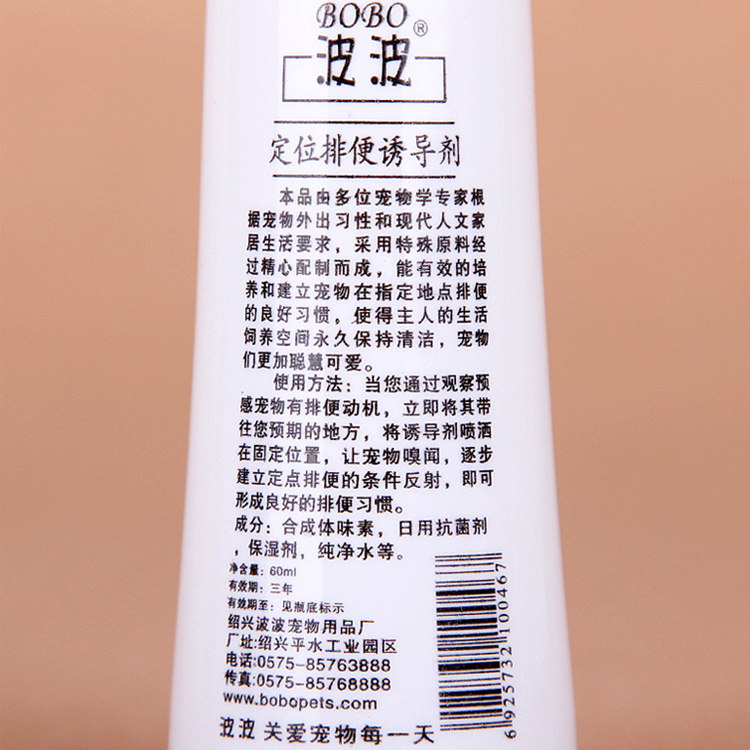 BOBO
波波®
定位排便诱导剂
本品由多位宠物学专家根
据宠物外出习性和现代人文家
居生活要求，采用特殊原料经
过精心配制而成，能有效的培
养和建立宠物在指定地点排便
的良好习惯，使得主人的生活
饲养空间永久保持清洁，宠物
们更加聪慧可爱。
使用方法：当您通过观察预
感宠物有排便动机，立即将其带
往您预期的地方，将诱导剂喷洒
在固定位置，让宠物嗅闻，逐步
建立定点排便的条件反射，即可
形成良好的排便习惯。
成分：合成体味素，日用抗菌剂
，保湿剂，纯净水等。
净含量：60ml
有效期：三年
有效期至：见瓶底标示
绍兴波波宠物用品厂
厂址:绍兴平水工业园区
电话:0575-85763888
传真:0575-85768888
www.bobopets.com
波波 关爱宠物每一天
6925732100467